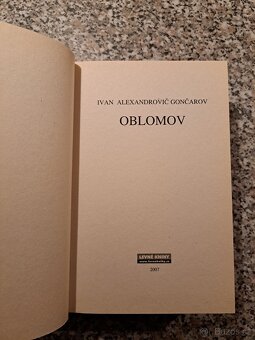 IVAN ALEXANDROVIČ GONČAROV
OBLOMOV
LEVNÉ KNIHY
2007